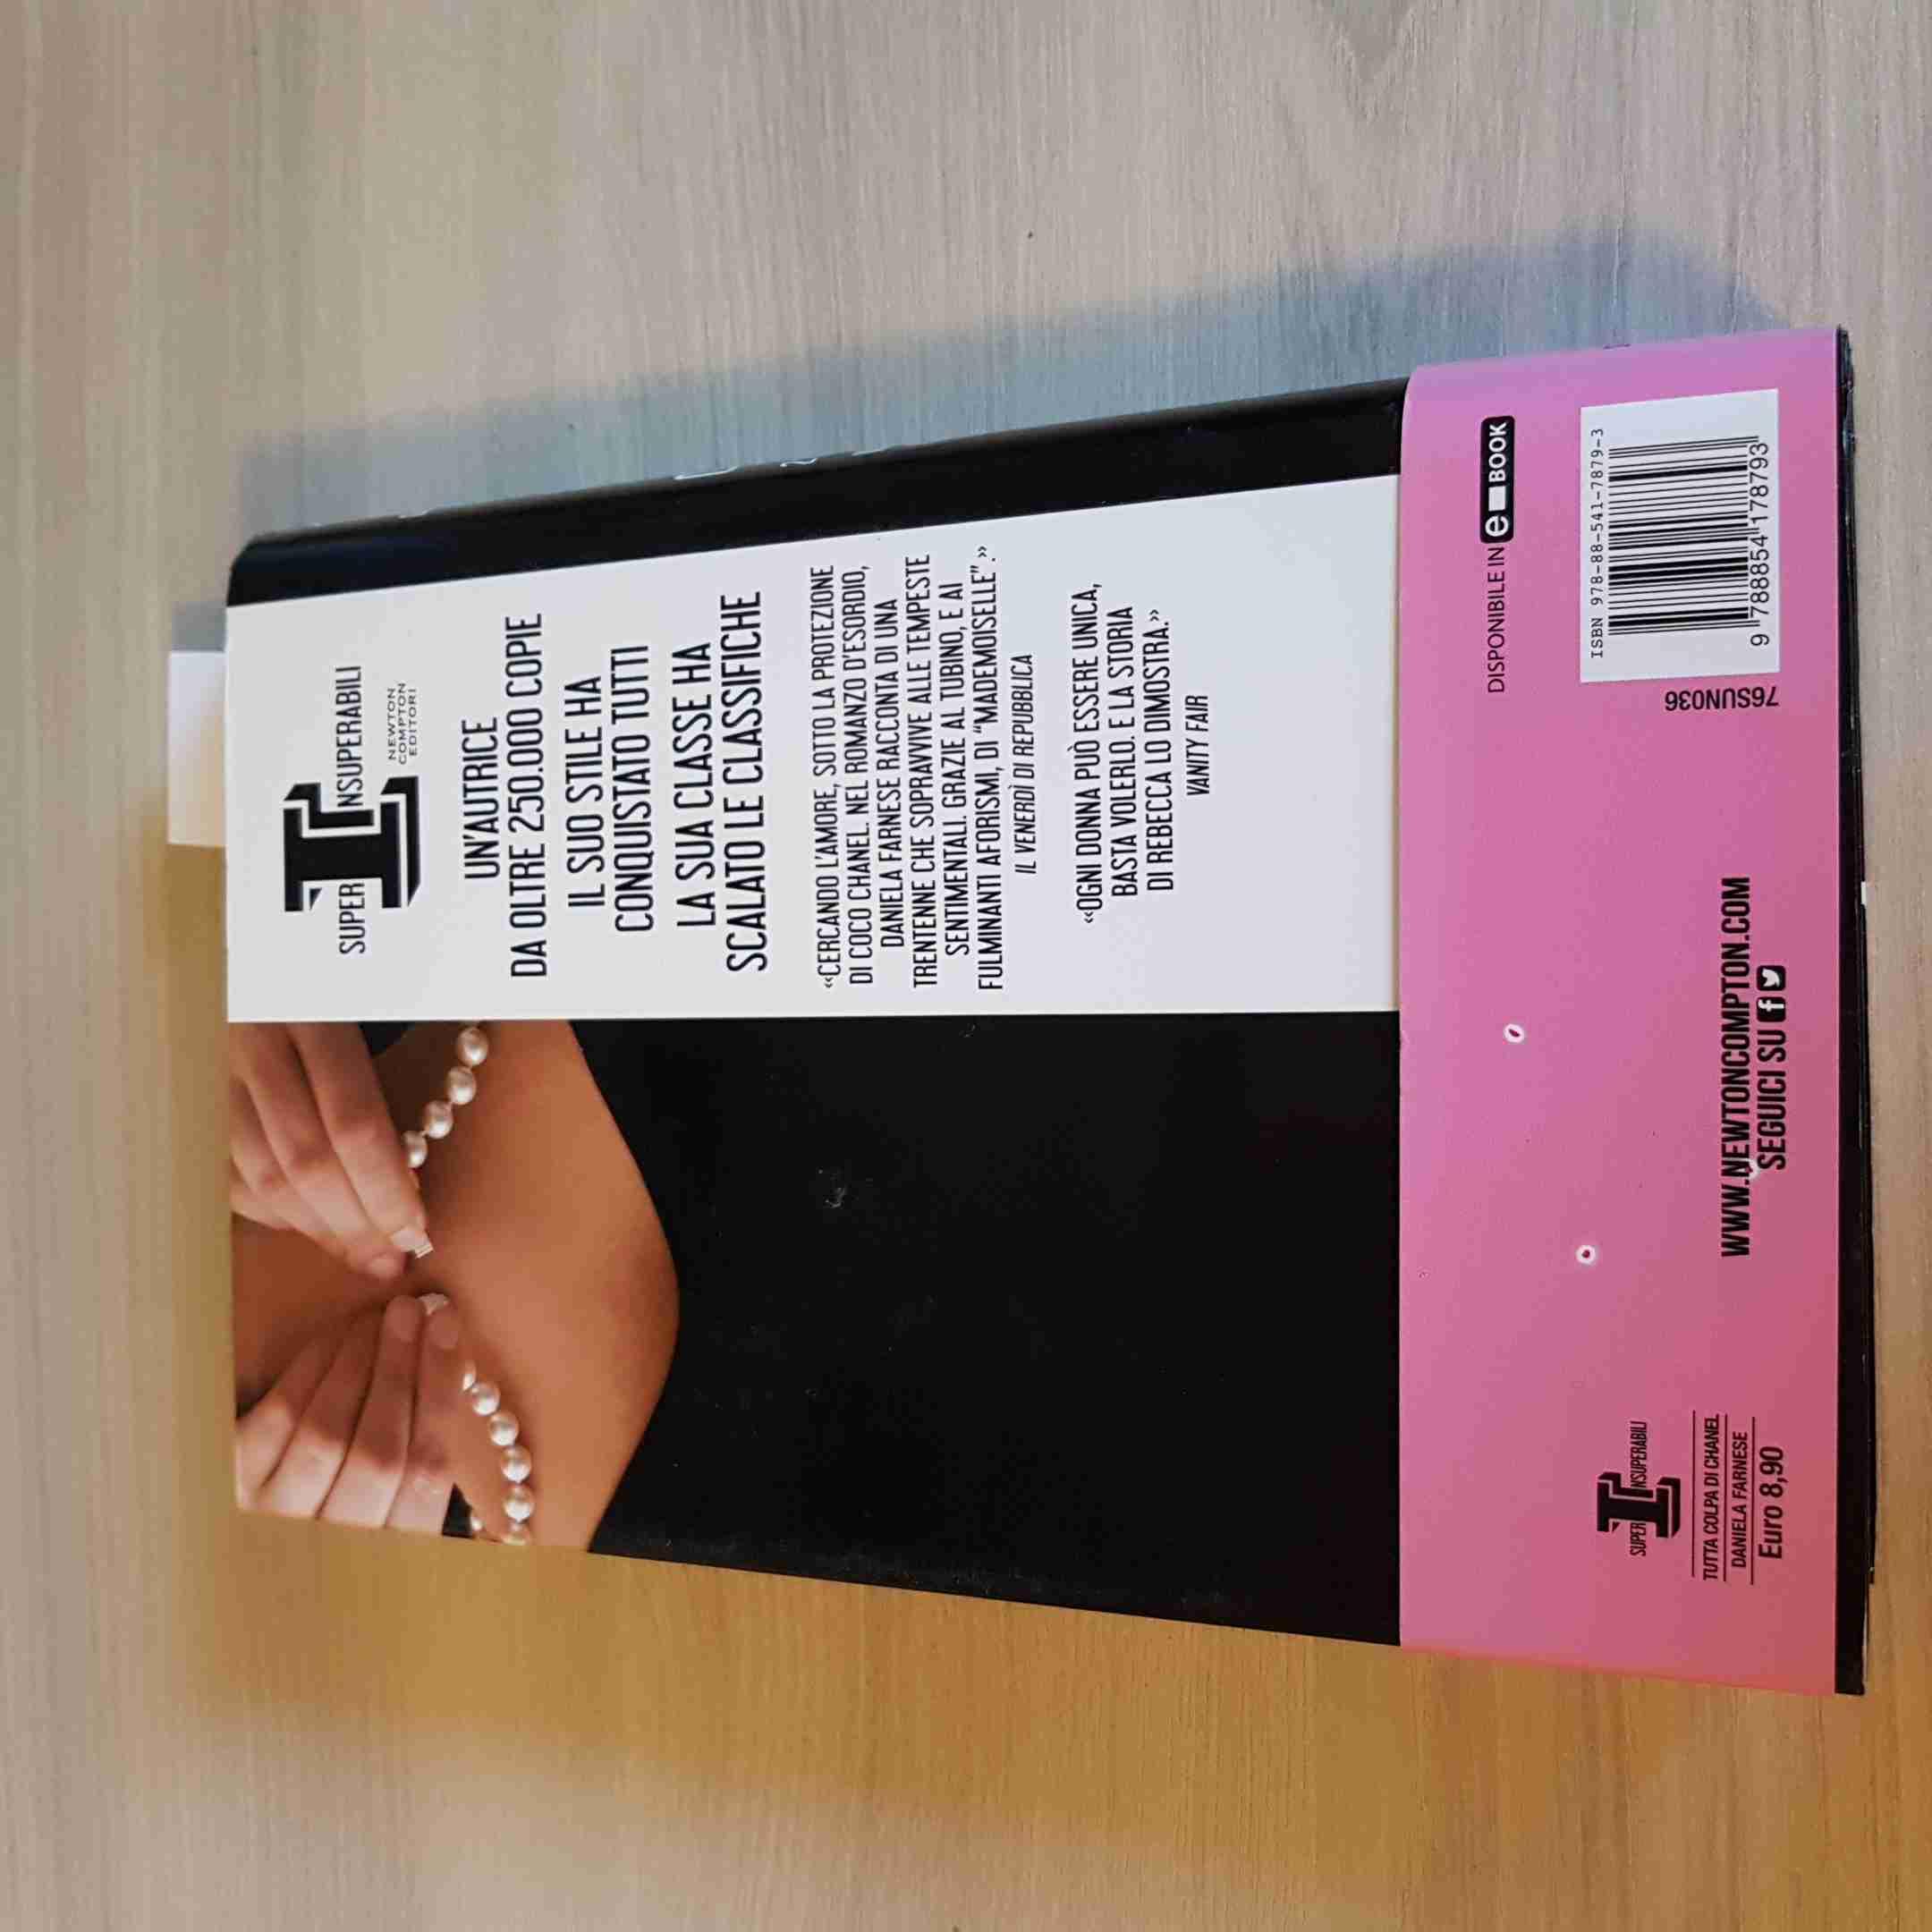 SUPER INSUPERABILI
NEWTON
COMPTON
EDITORI
UN'AUTRICE
DA OLTRE 250.000 COPIE
IL SUO STILE HA
CONQUISTATO TUTTI
LA SUA CLASSE HA
SCALATO LE CLASSIFICHE
«CERCANDO L'AMORE, SOTTO LA PROTEZIONE
DI COCO CHANEL. NEL ROMANZO D'ESORDIO,
DANIELA FARNESE RACCONTA DI UNA
TRENTENNE CHE SOPRAVVIVE ALLE TEMPESTE
SENTIMENTALI. GRAZIE AL TUBINO, E AI
FULMINANTI AFORISMI, DI “MADEMOISELLE”.»
IL VENERDÌ DI REPUBBLICA
«OGNI DONNA PUÒ ESSERE UNICA,
BASTA VOLERLO. E LA STORIA
DI REBECCA LO DIMOSTRA.»
VANITY FAIR
DISPONIBILE IN e BOOK
SUPER INSUPERABILI
TUTTA COLPA DI CHANEL
DANIELA FARNESE
Euro 8,90
WWW.NEWTONCOMPTON.COM
SEGUICI SU f
76SUN036
ISBN 978-88-541-7879-3
9 788854 178793